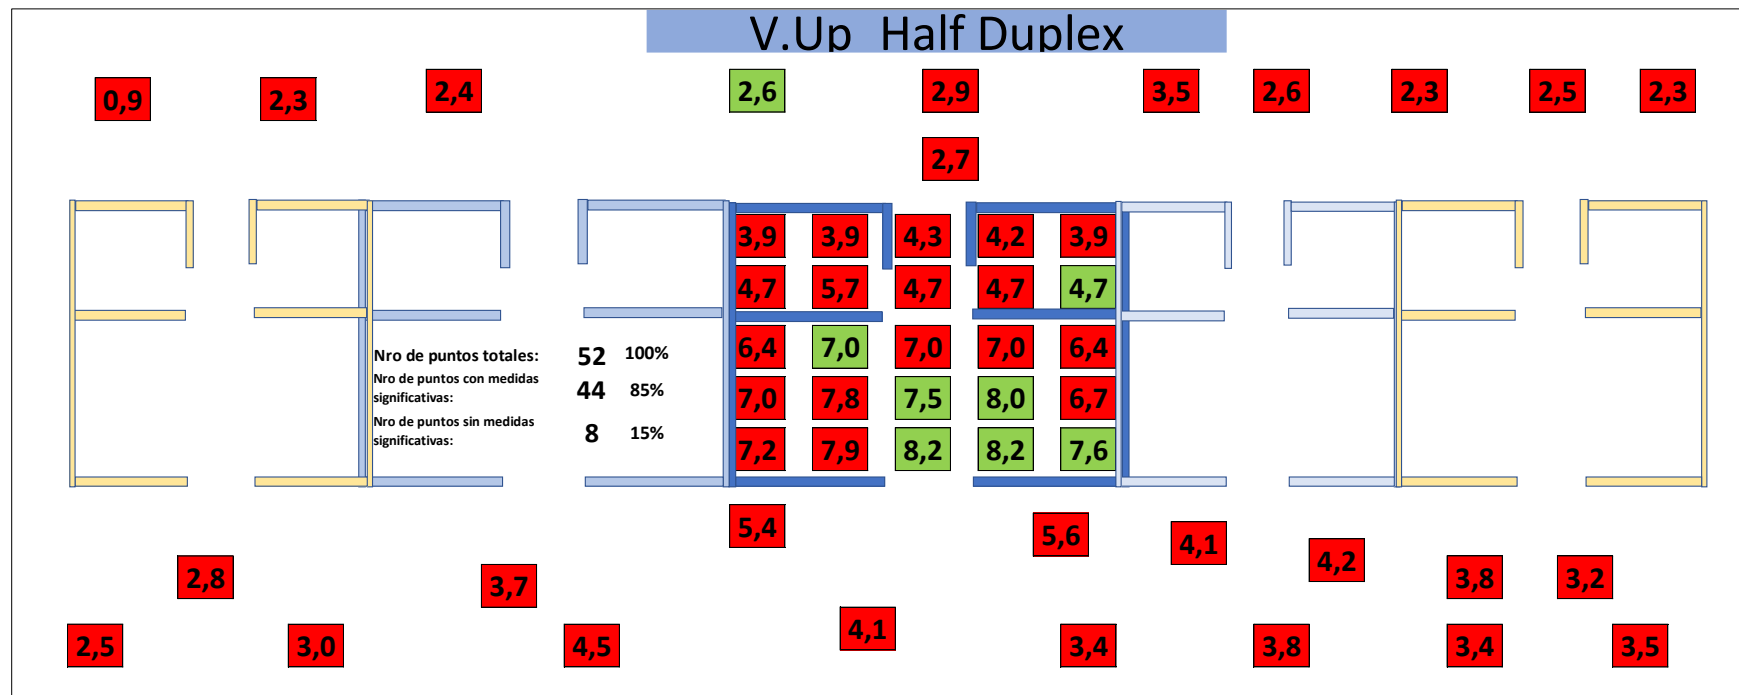 V.Up Half Duplex
0,9 2,3 2,4 2,6 2,9 3,5 2,6 2,3 2,5 2,3
2,7
3,9 3,9 4,3 4,2 3,9
4,7 5,7 4,7 4,7 4,7
Nro de puntos totales: 52 100%
Nro de puntos con medidas
significativas: 44 85%
Nro de puntos sin medidas
significativas: 8 15%
6,4 7,0 7,0 7,0 6,4
7,0 7,8 7,5 8,0 6,7
7,2 7,9 8,2 8,2 7,6
5,4 5,6 4,1 4,2
2,8 3,7 3,8 3,2
2,5 3,0 4,5 4,1 3,4 3,8 3,4 3,5